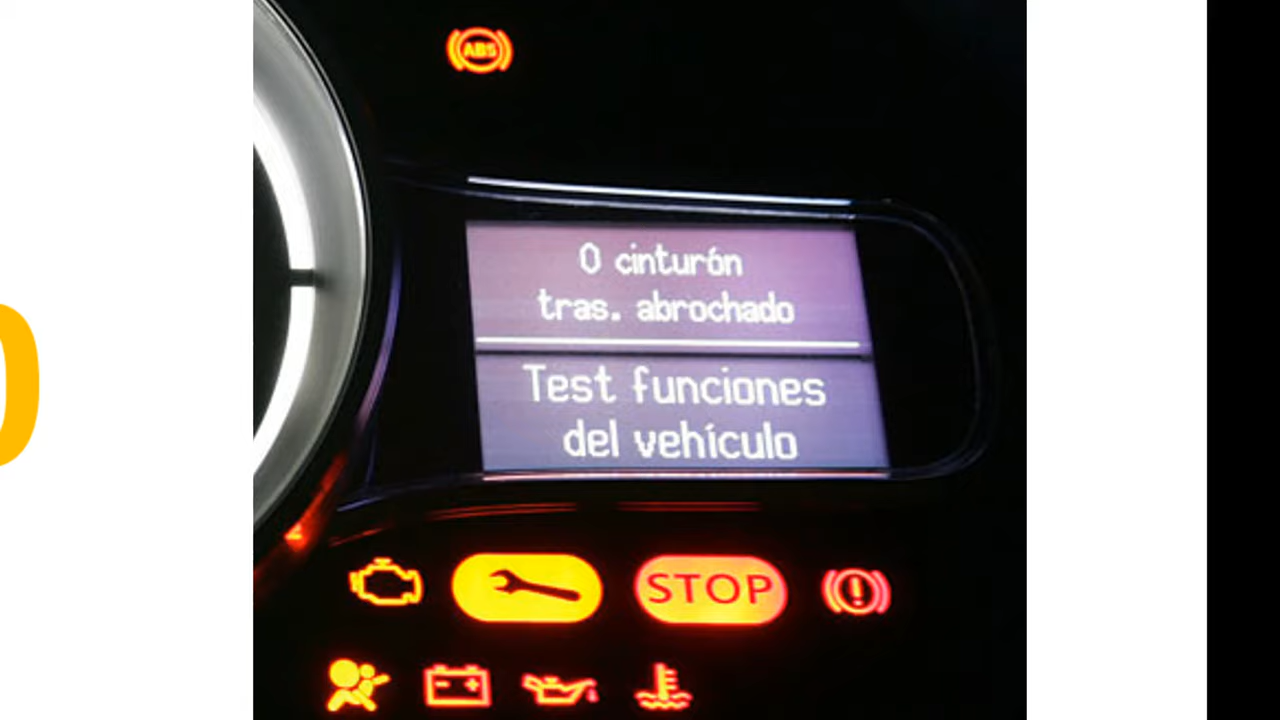 ABS
0 cinturón
tras. abrochado
Test funciones
del vehículo
STOP